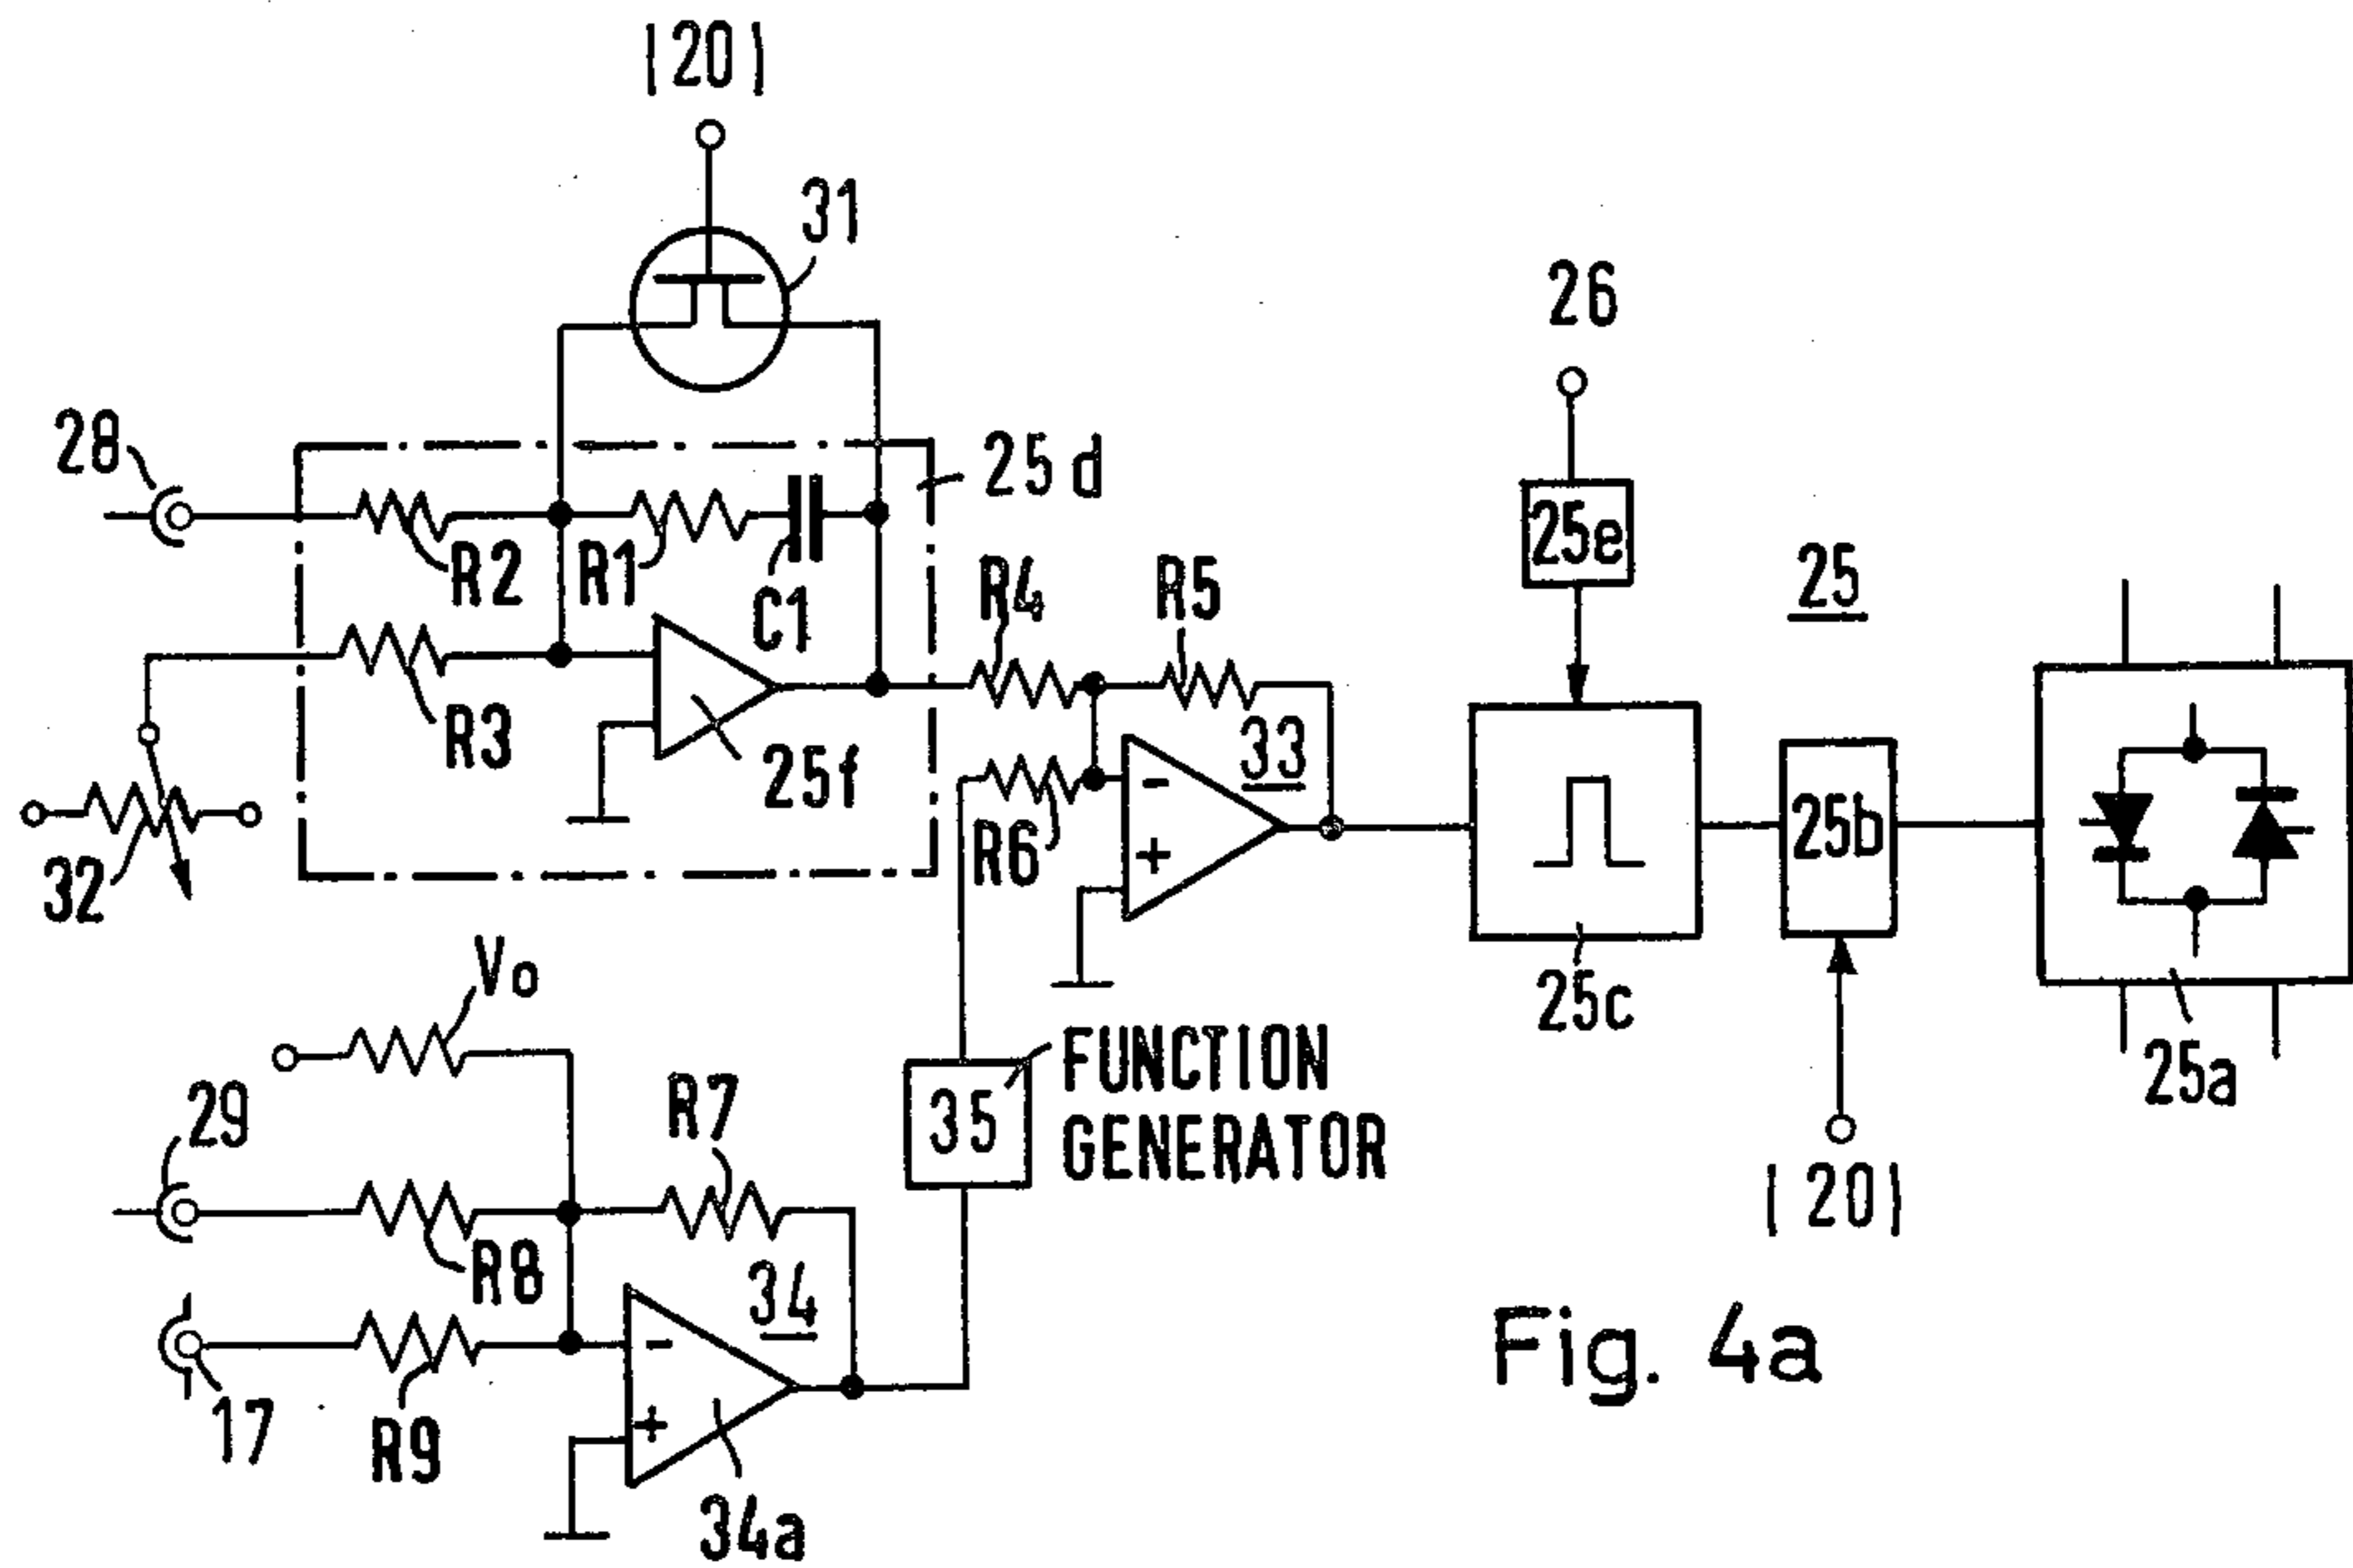 (20)
31
26
28
25d
25e
R2
R1
C1
R4
R5
25
R3
25f
33
-
+
R6
25b
32
25c
25a
Vo
29
R7
35
FUNCTION
GENERATOR
(20)
R8
34
-
+
17
R9
34a
Fig. 4a